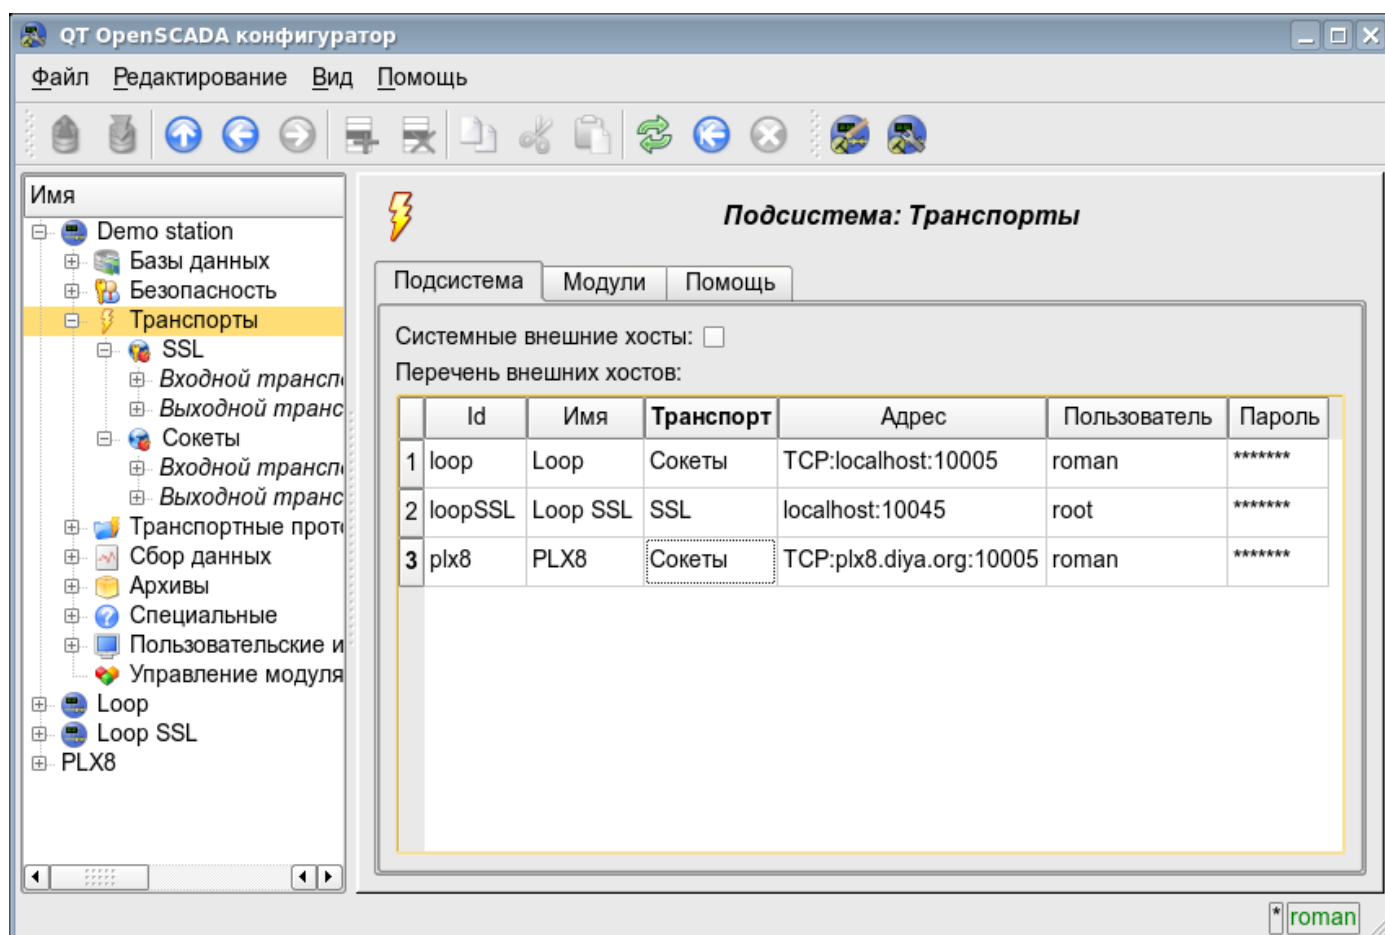 QT OpenSCADA конфигуратор
Файл Редактирование Вид Помощь
Имя
Demo station
Базы данных
Безопасность
Транспорты
SSL
Входной трансп
Выходной транс
Сокеты
Входной трансп
Выходной транс
Транспортные прот
Сбор данных
Архивы
Специальные
Пользовательские и
Управление модуля
Loop
Loop SSL
PLX8
Подсистема: Транспорты
Подсистема Модули Помощь
Системные внешние хосты:
Перечень внешних хостов:
Id Имя Транспорт Адрес Пользователь Пароль
1 loop Loop Сокеты TCP:localhost:10005 roman *******
2 loopSSL Loop SSL SSL localhost:10045 root *******
3 plx8 PLX8 Сокеты TCP:plx8.diya.org:10005 roman *******
* roman